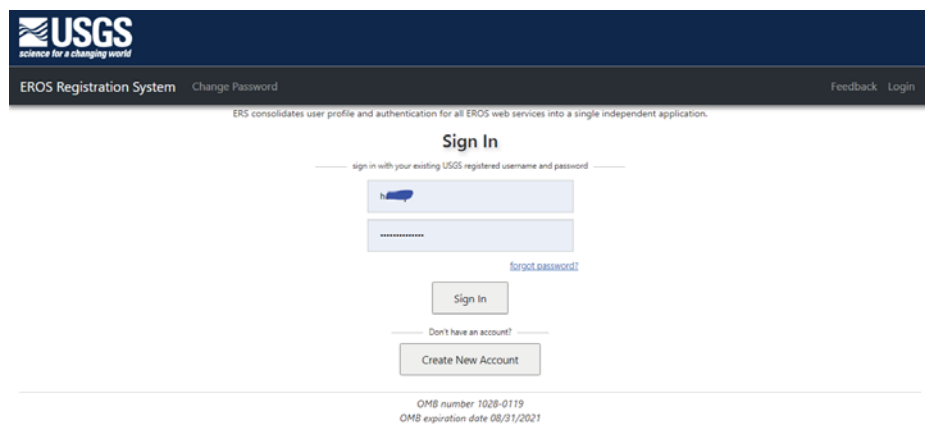 USGS
science for a changing world
EROS Registration System Change Password Feedback Login
ERS consolidates user profile and authentication for all EROS web services into a single independent application.
Sign In
sign in with your existing USGS registered username and password
forgot password?
Sign In
Don't have an account?
Create New Account
OMB number 1028-0119
OMB expiration date 08/31/2021